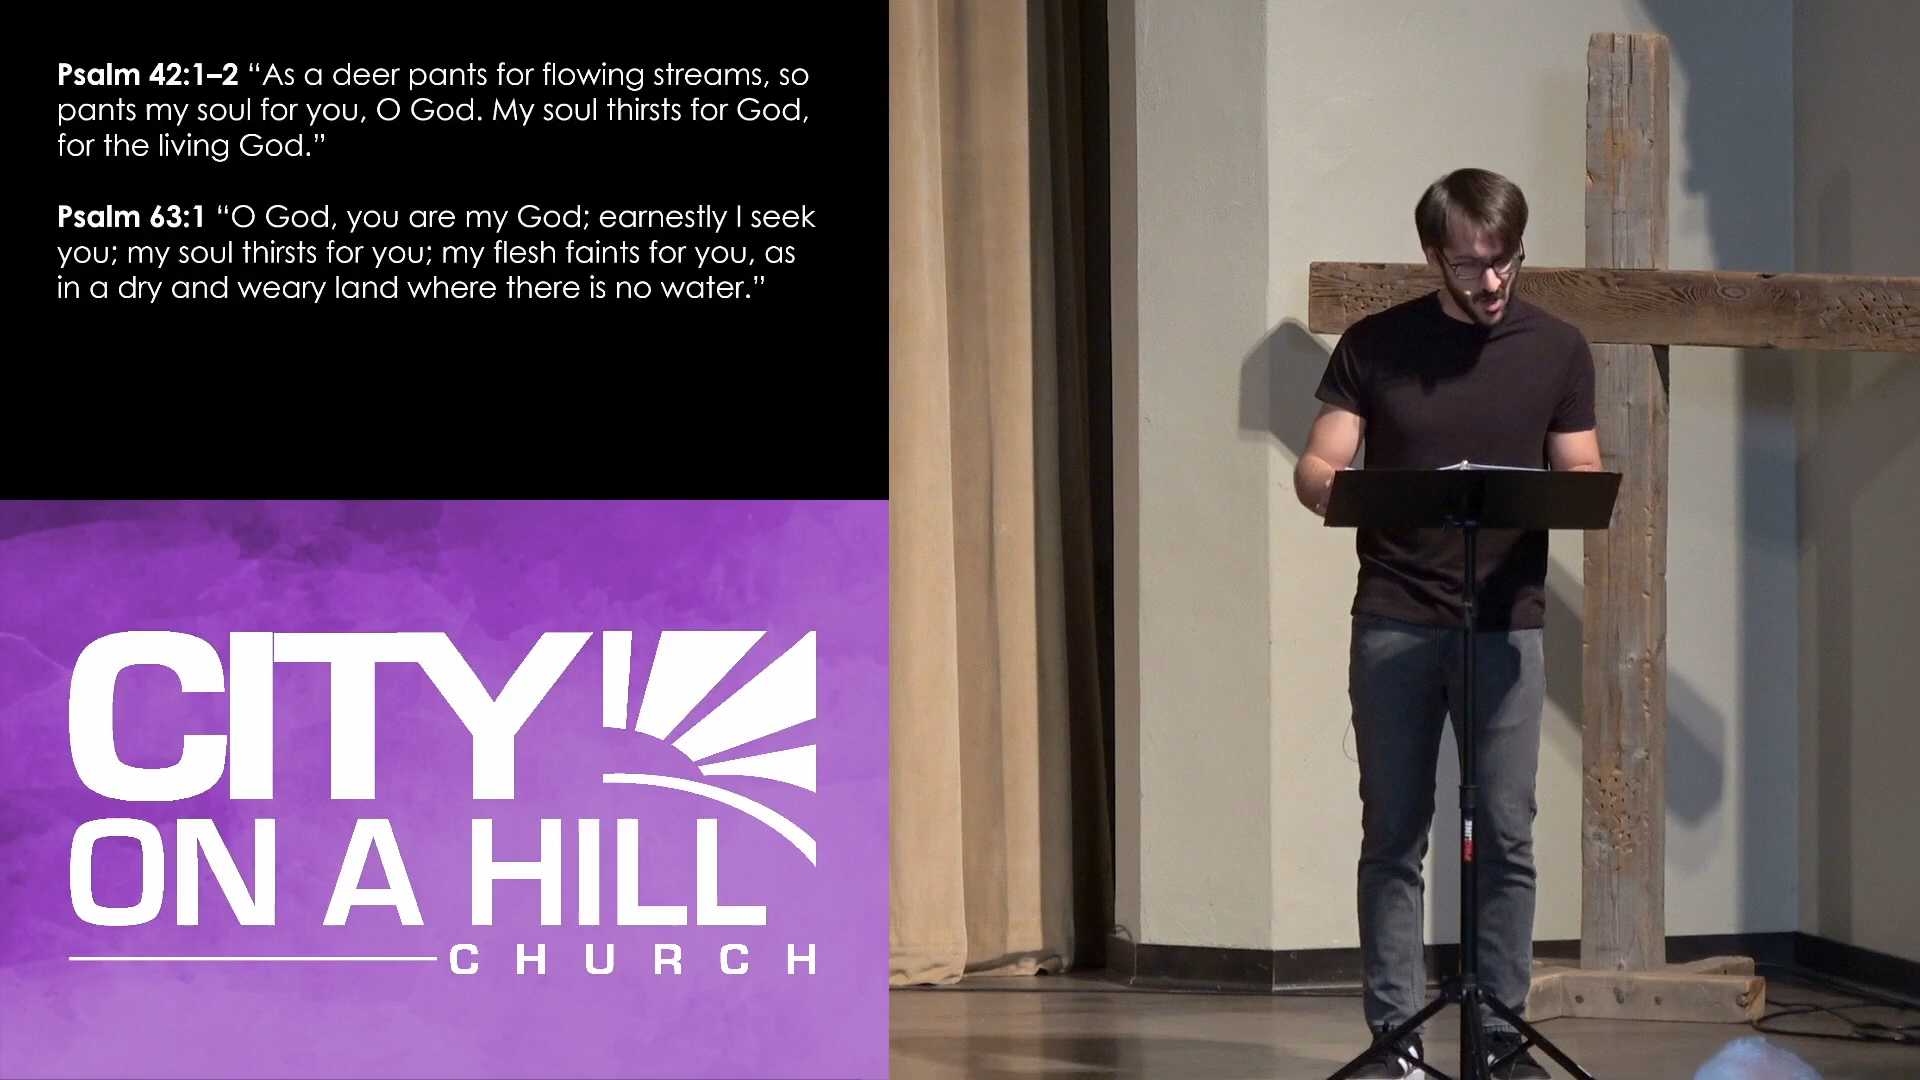 Psalm 42:1–2 “As a deer pants for flowing streams, so
pants my soul for you, O God. My soul thirsts for God,
for the living God.”
Psalm 63:1 “O God, you are my God; earnestly I seek
you; my soul thirsts for you; my flesh faints for you, as
in a dry and weary land where there is no water.”
CITY
ON A HILL
CHURCH
PROLINE